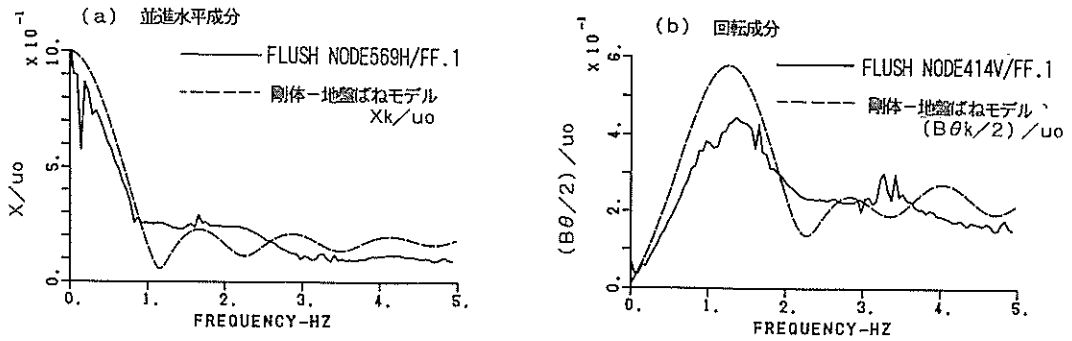 (a) 並進水平成分
×10⁻¹
FLUSH NODE569H/FF.1
剛体ー地盤ばねモデル
Xk/uo
X/uo
10.
5.
0.
0. 1. 2. 3. 4. 5.
FREQUENCY-HZ
(b) 回転成分
×10⁻¹
FLUSH NODE414V/FF.1
剛体ー地盤ばねモデル
(Bθk/2)/uo
(Bθ/2)/uo
6.
4.
2.
0.
0. 1. 2. 3. 4. 5.
FREQUENCY-HZ